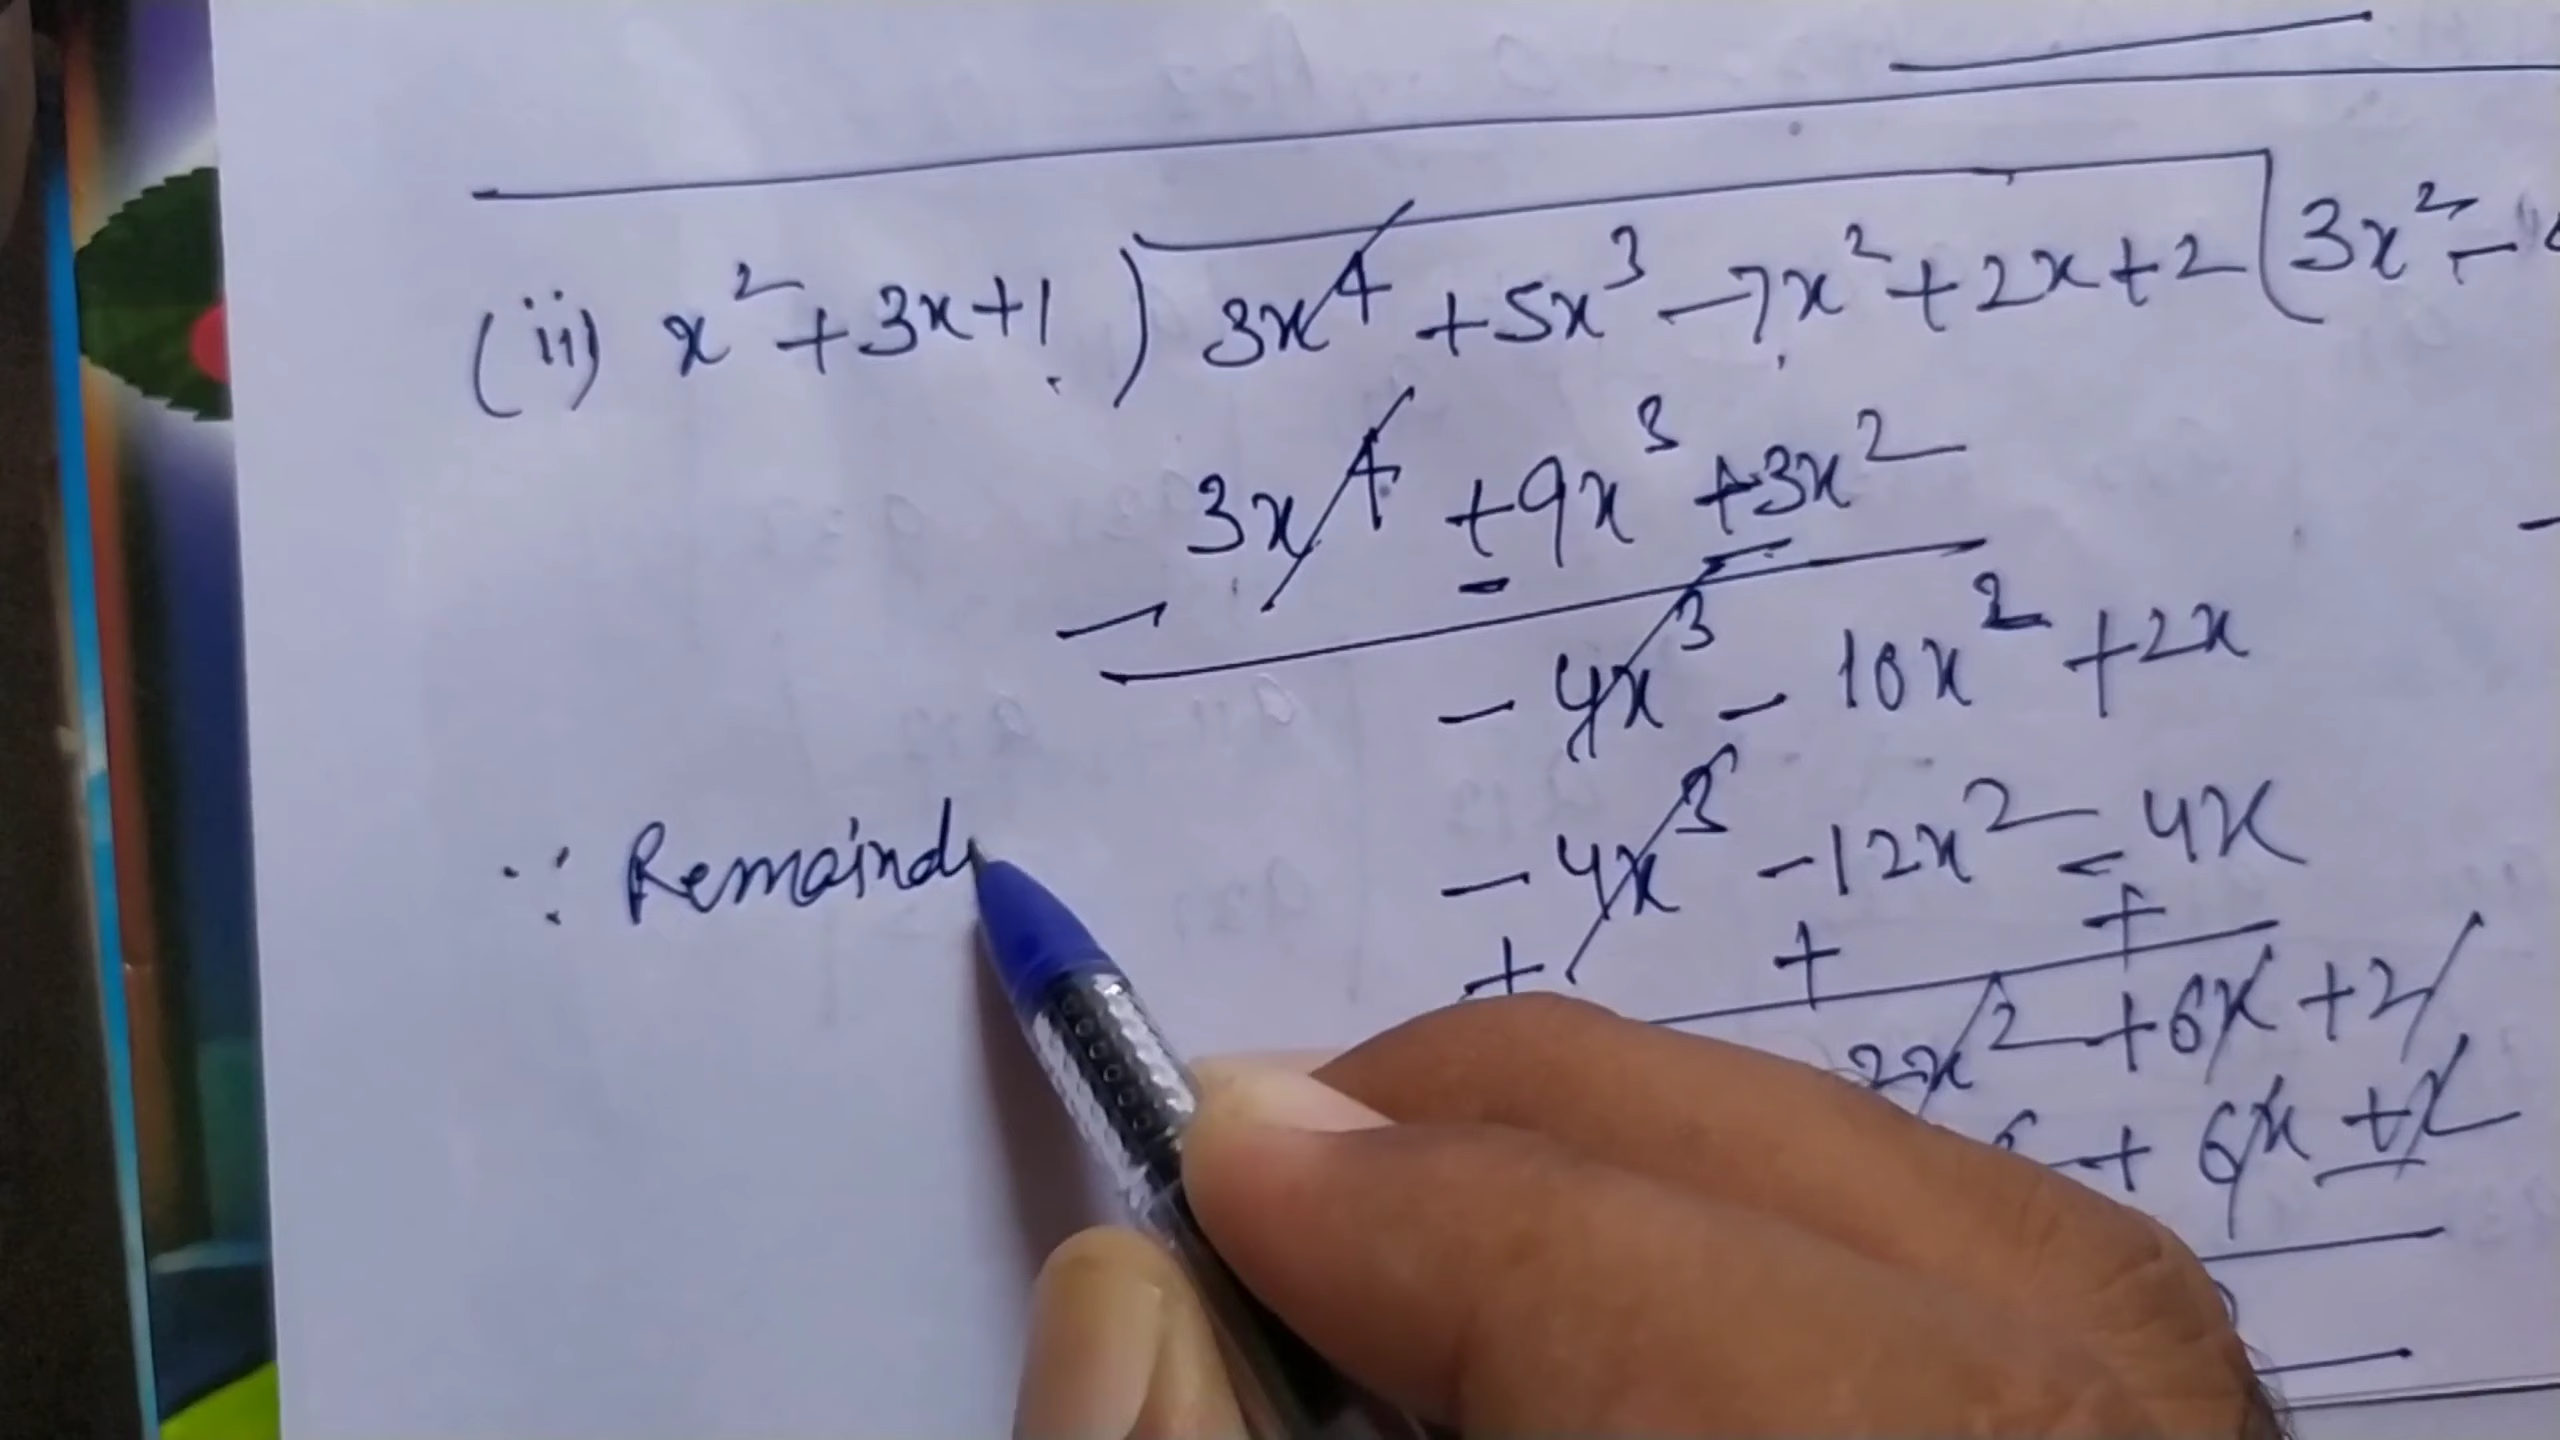 (ii) x² + 3x + 1 ) 3x⁴ + 5x³ - 7x² + 2x + 2 ( 3x² -
3x⁴ + 9x³ + 3x²
- - -
- 4x³ - 10x² + 2x
- 4x³ - 12x² - 4x
+ + +
2x² + 6x + 2
+ 6x + 2
∵ Remaind